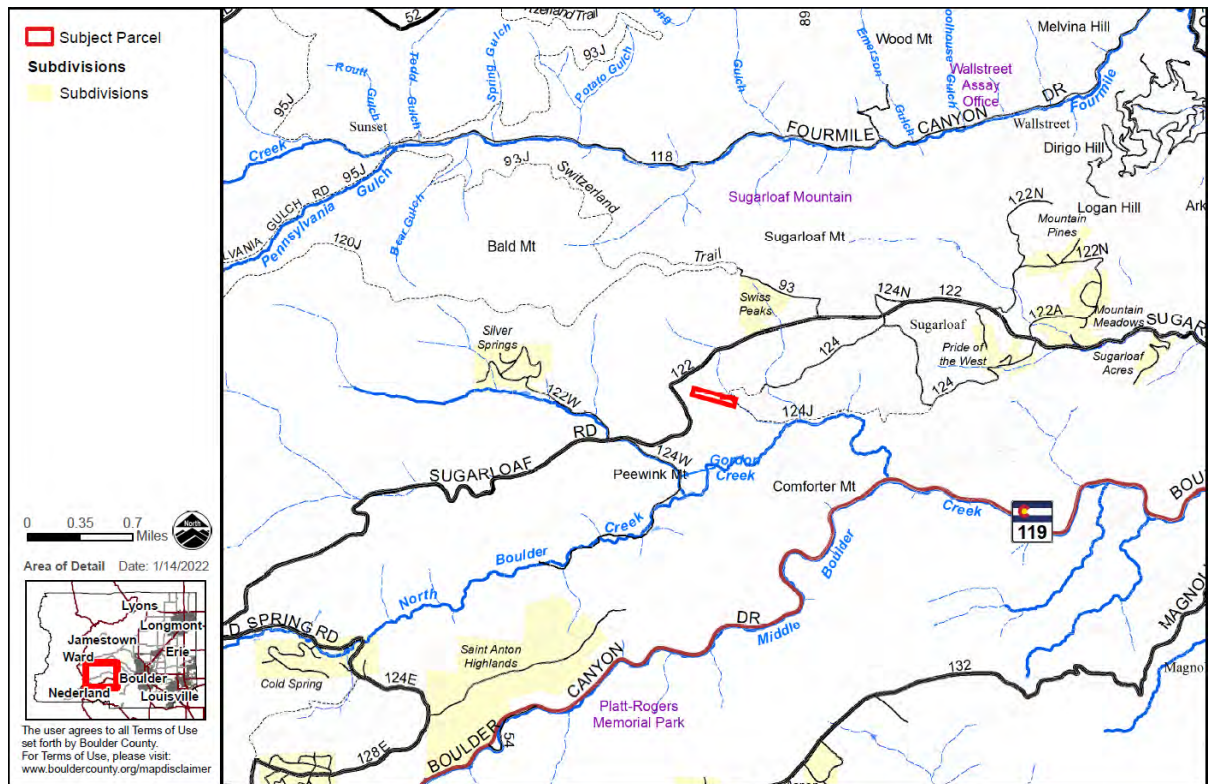 Subject Parcel
Subdivisions
Subdivisions
0 0.35 0.7
Miles
North
Area of Detail Date: 1/14/2022
Lyons
Longmont
Jamestown
Ward
Erie
Boulder
Nederland
Louisville
The user agrees to all Terms of Use
set forth by Boulder County.
For Terms of Use, please visit:
www.bouldercounty.org/mapdisclaimer
52
Trail
93J
Spring Gulch
Todd Gulch
Potato Gulch
Gulch
68
Wood Mt
Emerson
Gulch
Gulch
Melvina Hill
Wallstreet
Assay
Office
95J
Sunset
Creek
FOURMILE
CANYON
DR
Fourmile
Wallstreet
118
Dirigo Hill
93J
95J
GULCH RD
Pennsylvania Gulch
Switzerland
Sugarloaf Mountain
122N
Logan Hill
Mountain
Pines
Bear Gulch
120J
Bald Mt
Sugarloaf Mt
122N
Trail
93
Swiss
Peaks
124N
122
122A
Mountain
Meadows
Silver
Springs
Sugarloaf
Pride of
the West
Sugarloaf
Acres
124
124
122
122W
124J
RD
SUGARLOAF
124W
Peewink Mt
Gordon
Creek
Comforter Mt
Creek
119
North
Boulder
Creek
Boulder
Middle
DR
CANYON
BOULDER
Saint Anton
Highlands
Cold Spring
124E
128E
54
Platt-Rogers
Memorial Park
132